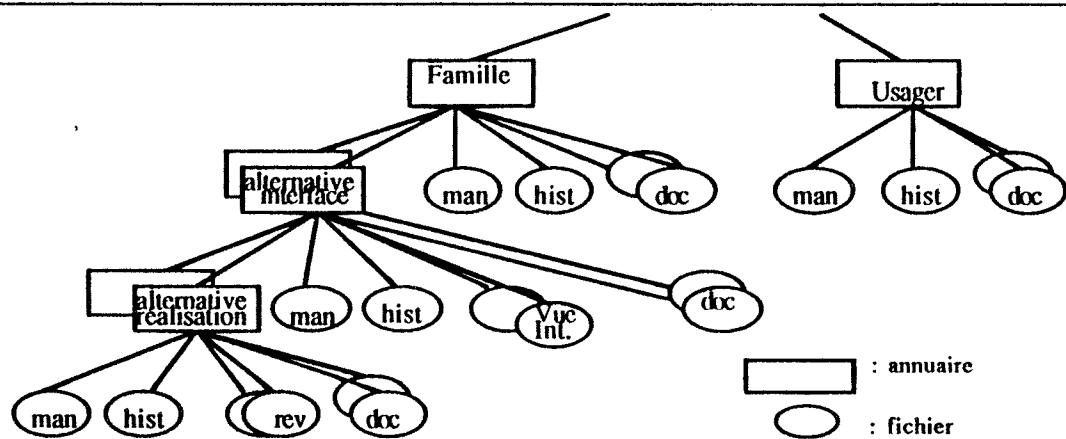 Famille
Usager
alternative
interface
man
hist
doc
man
hist
doc
alternative
réalisation
man
hist
Vue
Int.
doc
man
hist
rev
doc
: annuaire
: fichier